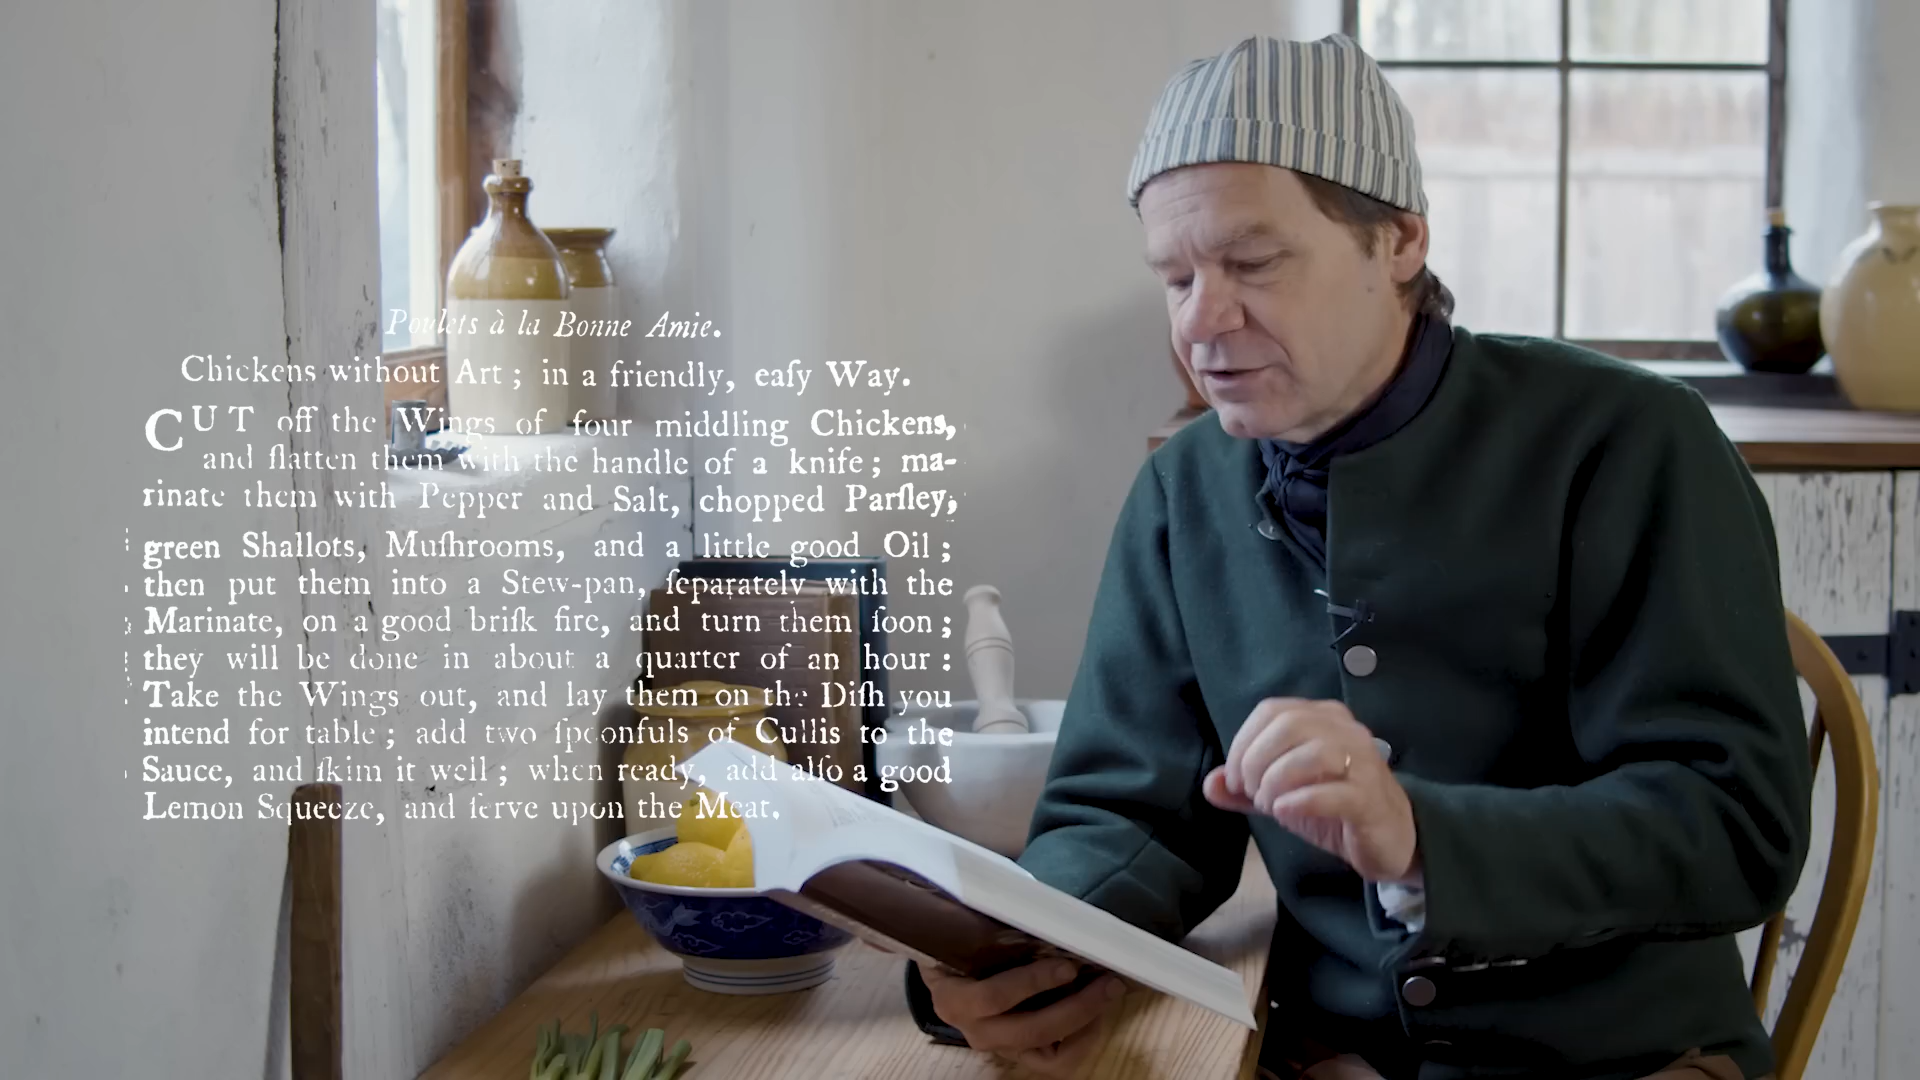 Poulets à la Bonne Amie.
Chickens without Art; in a friendly, eaſy Way.
CUT off the Wings of four middling Chickens,
and flatten them with the handle of a knife; ma-
rinate them with Pepper and Salt, chopped Parſley,
green Shallots, Muſhrooms, and a little good Oil;
then put them into a Stew-pan, ſeparately with the
Marinate, on a good briſk fire, and turn them ſoon;
they will be done in about a quarter of an hour:
Take the Wings out, and lay them on the Diſh you
intend for table; add two ſpoonfuls of Cullis to the
Sauce, and ſkim it well; when ready, add alſo a good
Lemon Squeeze, and ſerve upon the Meat.